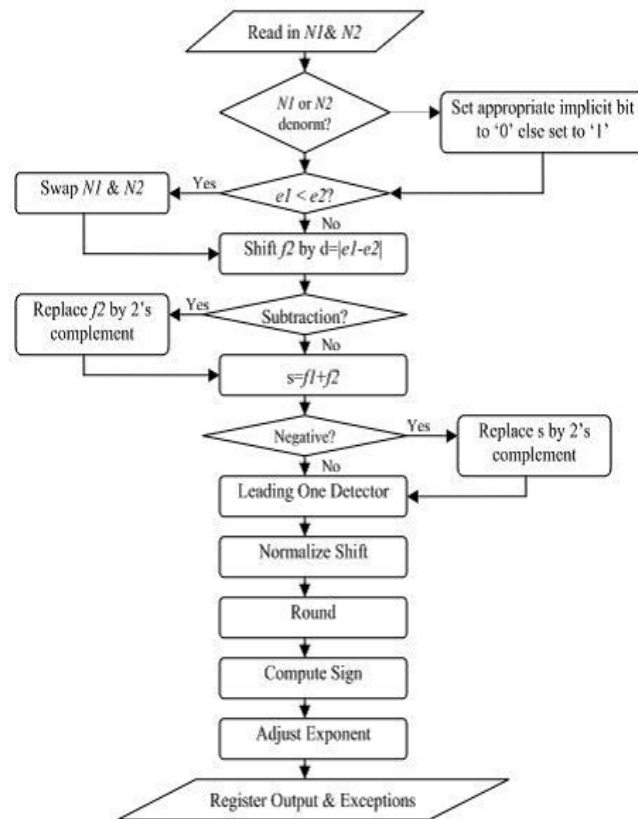 Read in N1& N2
N1 or N2
denorm?
Set appropriate implicit bit
to ‘0’ else set to ‘1’
Swap N1 & N2
Yes
e1 < e2?
No
Shift f2 by d=|e1-e2|
Replace f2 by 2’s
complement
Yes
Subtraction?
No
s=f1+f2
Negative?
Yes
Replace s by 2’s
complement
No
Leading One Detector
Normalize Shift
Round
Compute Sign
Adjust Exponent
Register Output & Exceptions